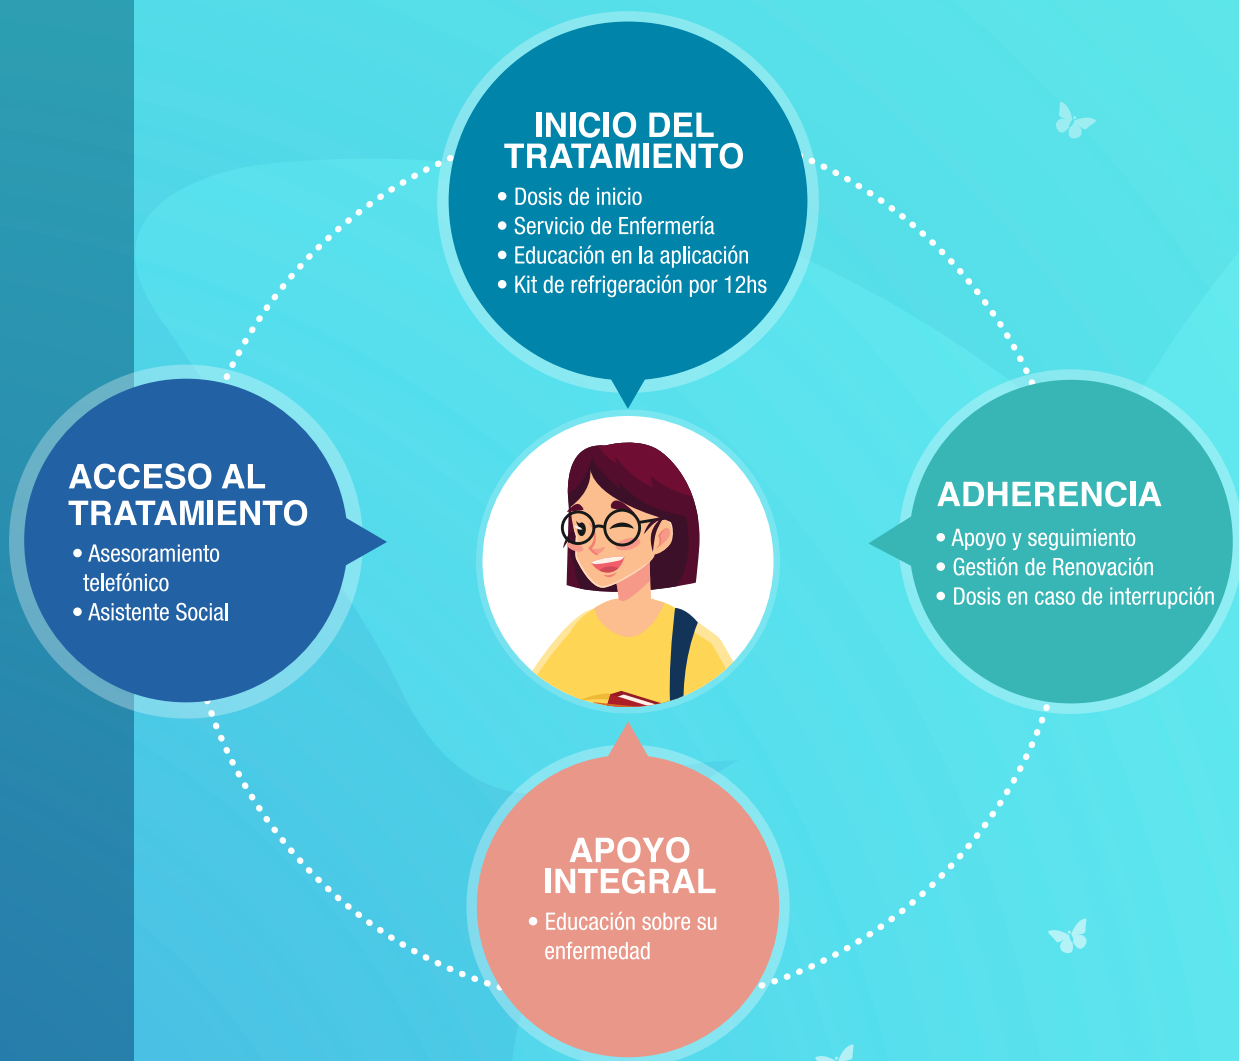 INICIO DEL
TRATAMIENTO
• Dosis de inicio
• Servicio de Enfermería
• Educación en la aplicación
• Kit de refrigeración por 12hs
ACCESO AL
TRATAMIENTO
• Asesoramiento
telefónico
• Asistente Social
ADHERENCIA
• Apoyo y seguimiento
• Gestión de Renovación
• Dosis en caso de interrupción
APOYO
INTEGRAL
• Educación sobre su
enfermedad